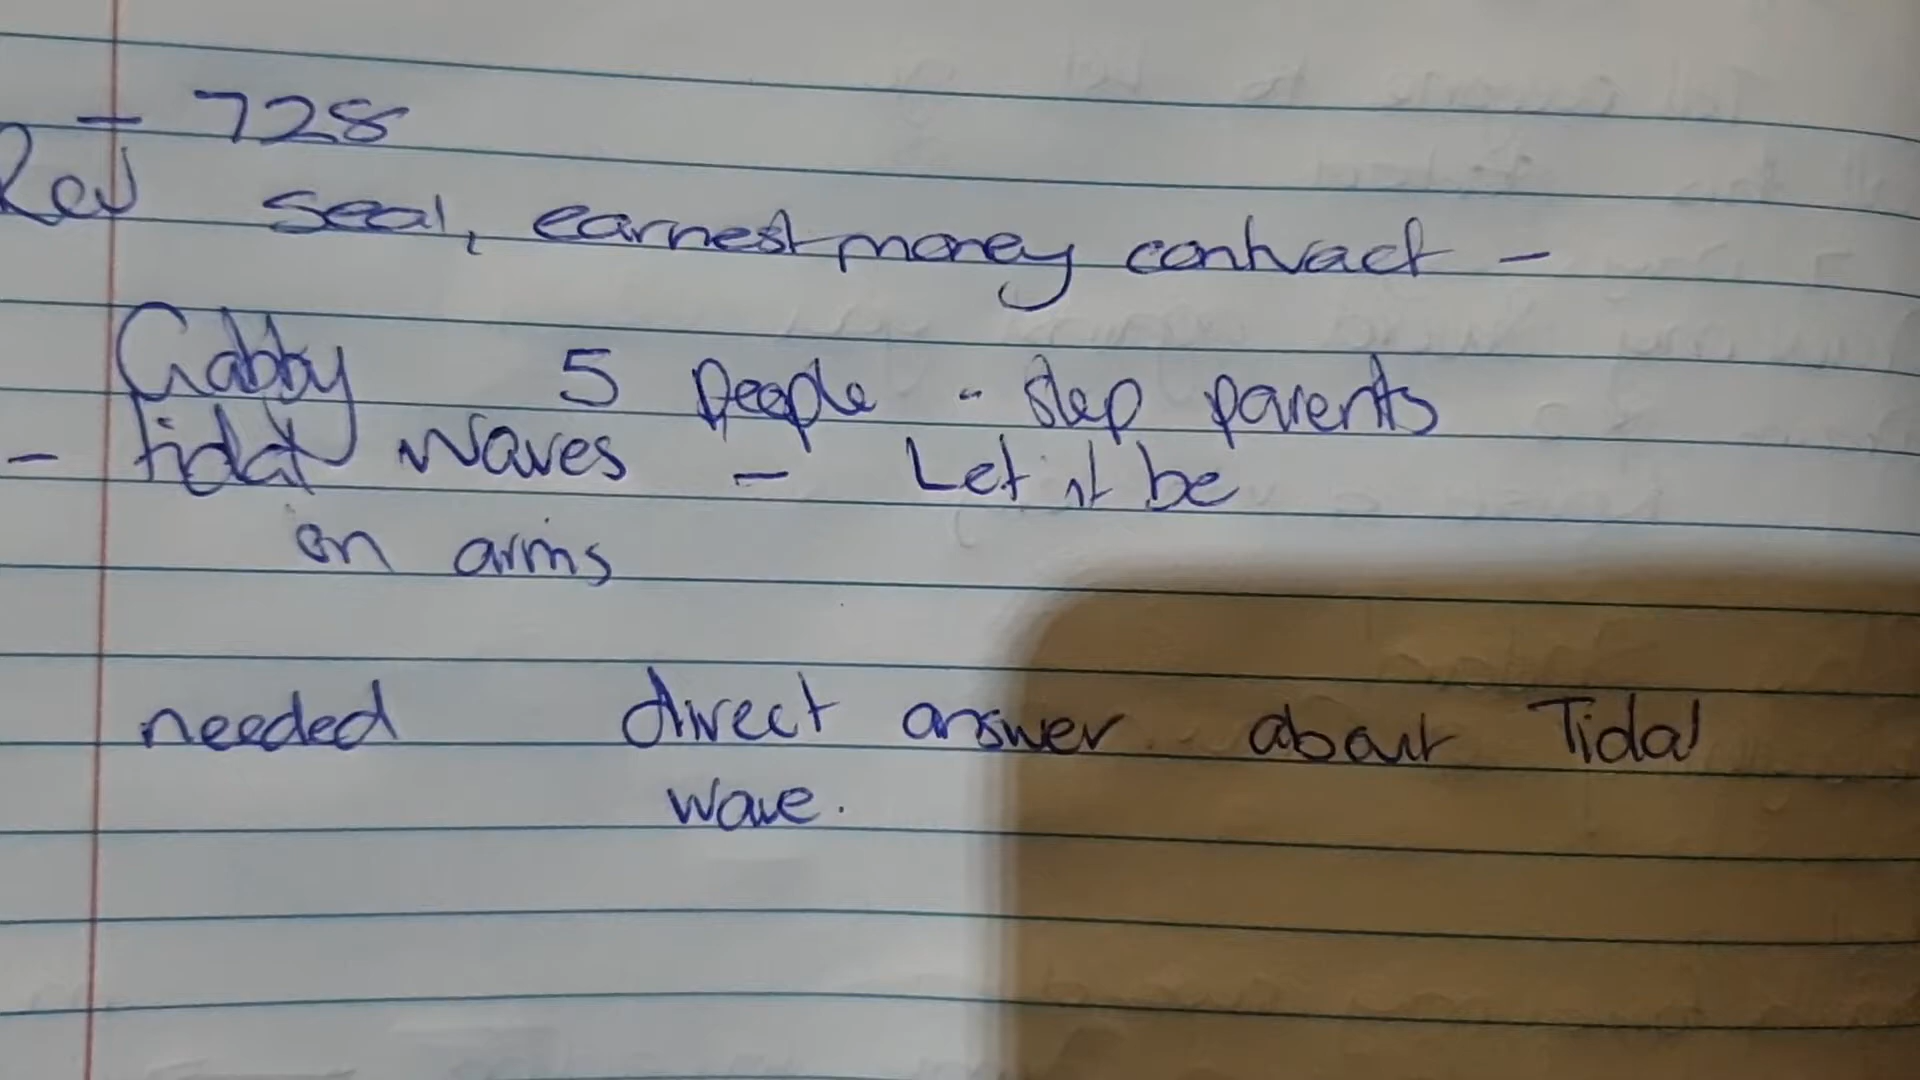 - 728
Rev seal, earnest money contract -
Gabby 5 people - step parents
- tidal waves - Let it be
on arms
needed direct answer about Tidal
wave.